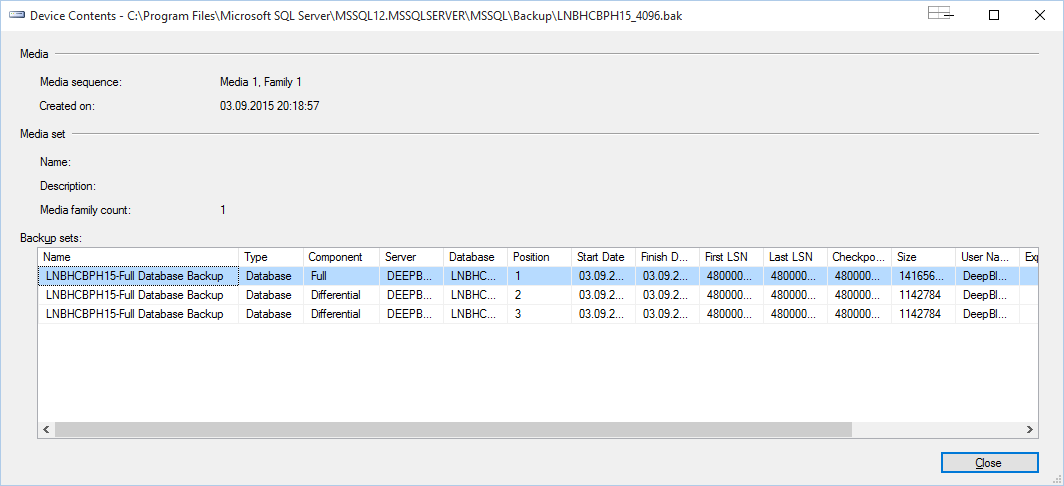 Device Contents - C:\Program Files\Microsoft SQL Server\MSSQL12.MSSQLSERVER\MSSQL\Backup\LNBHCBPH15_4096.bak
Media
Media sequence: Media 1, Family 1
Created on: 03.09.2015 20:18:57
Media set
Name:
Description:
Media family count: 1
Backup sets:
Name Type Component Server Database Position Start Date Finish D... First LSN Last LSN Checkpo... Size User Na... Exp
LNBHCBPH15-Full Database Backup Database Full DEEPB... LNBHC... 1 03.09.2... 03.09.2... 480000... 480000... 480000... 141656... DeepBl...
LNBHCBPH15-Full Database Backup Database Differential DEEPB... LNBHC... 2 03.09.2... 03.09.2... 480000... 480000... 480000... 1142784 DeepBl...
LNBHCBPH15-Full Database Backup Database Differential DEEPB... LNBHC... 3 03.09.2... 03.09.2... 480000... 480000... 480000... 1142784 DeepBl...
Close